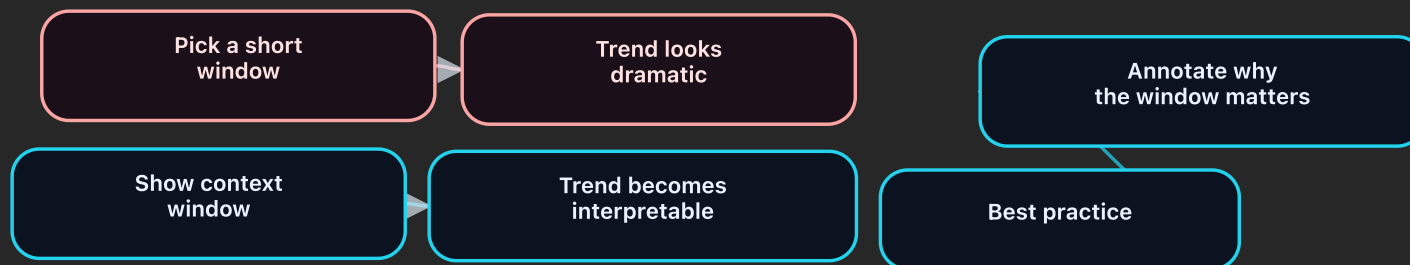 Pick a short
window
Trend looks
dramatic
Annotate why
the window matters
Show context
window
Trend becomes
interpretable
Best practice